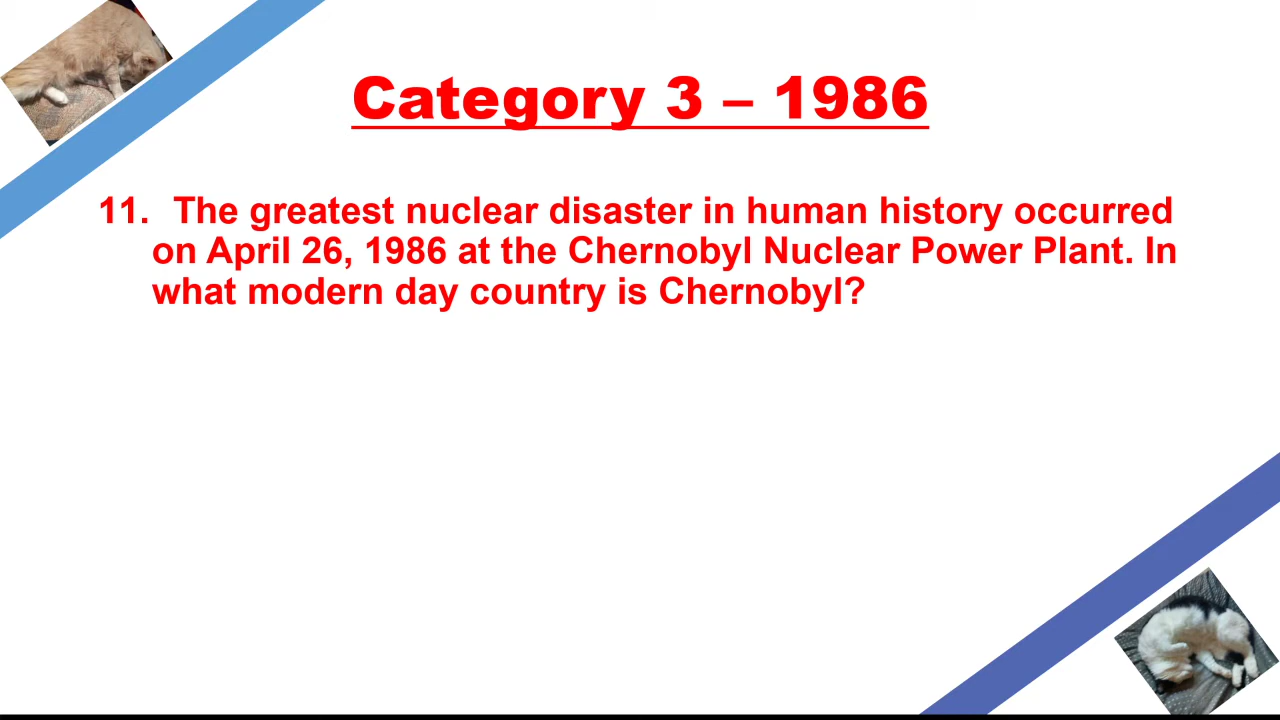 Category 3 – 1986
11. The greatest nuclear disaster in human history occurred
on April 26, 1986 at the Chernobyl Nuclear Power Plant. In
what modern day country is Chernobyl?